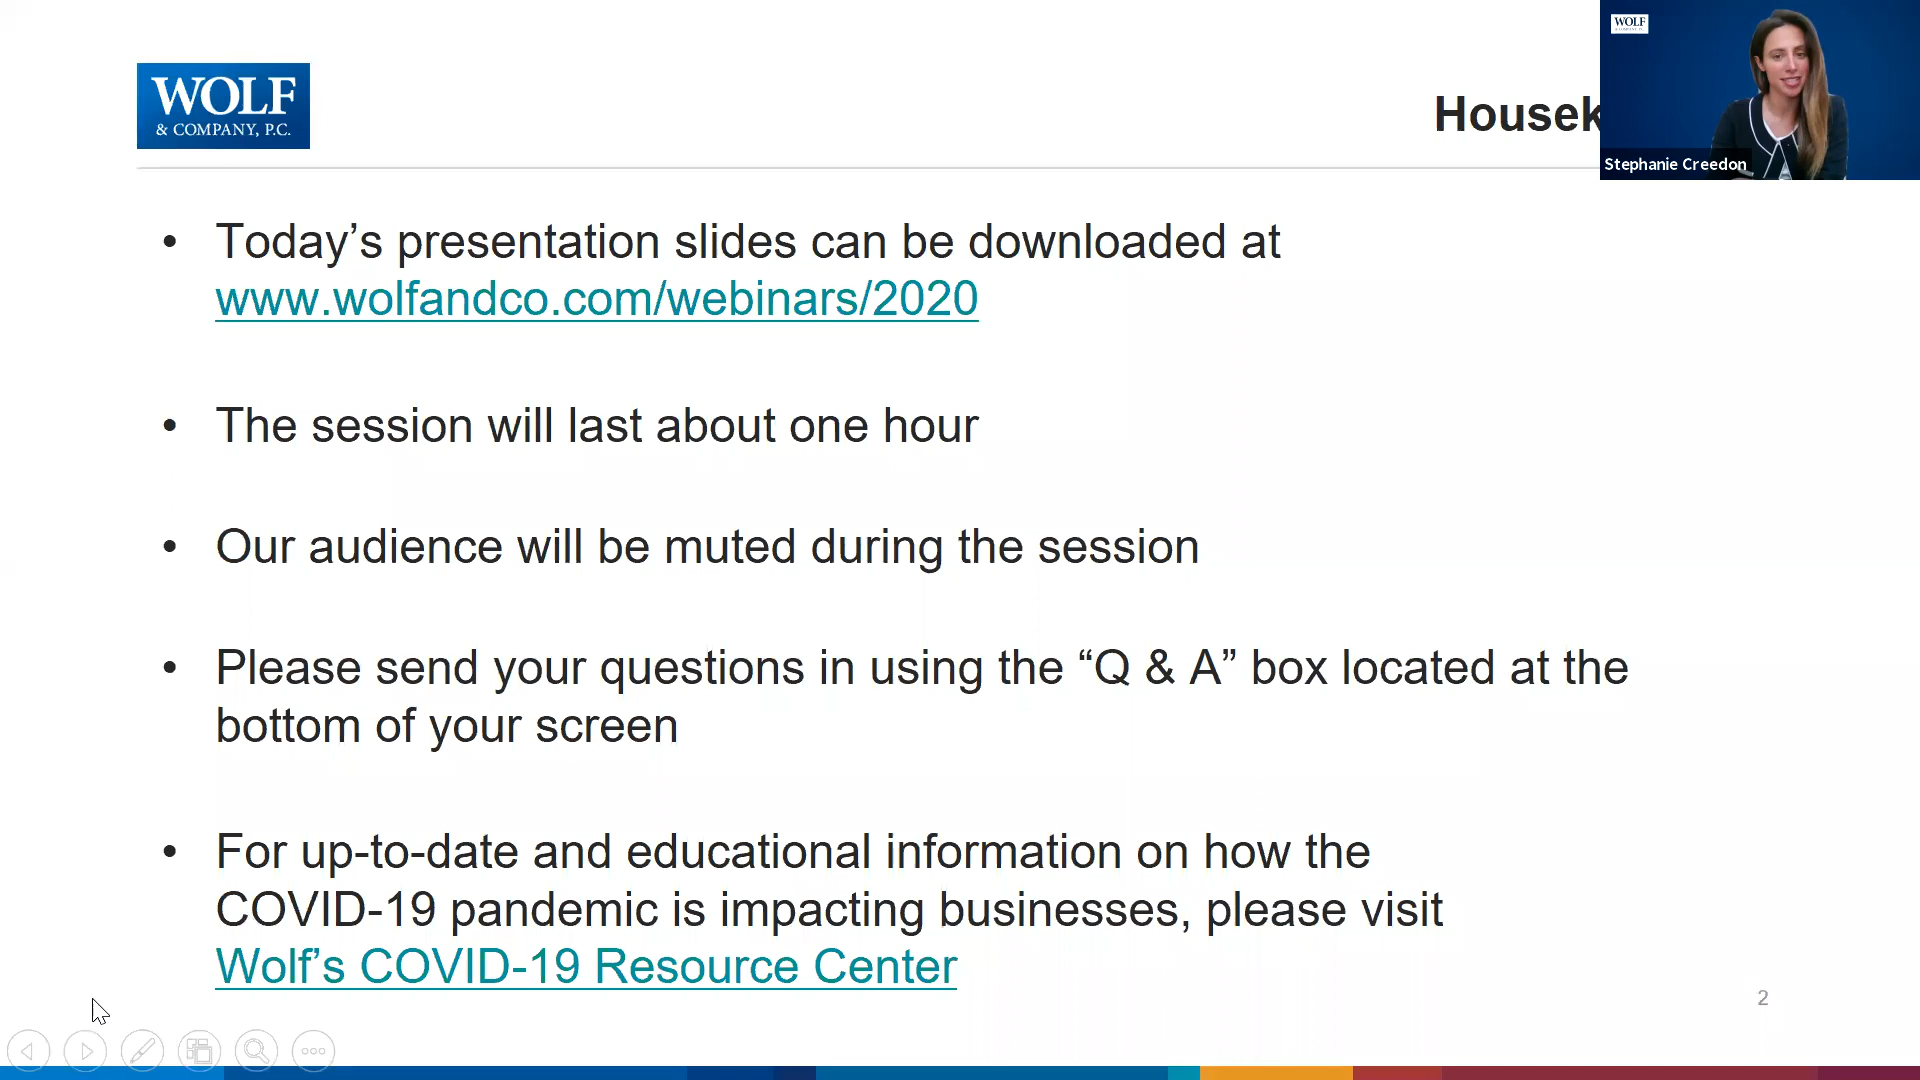 WOLF
& COMPANY, P.C.
WOLF
Stephanie Creedon
• Today’s presentation slides can be downloaded at
www.wolfandco.com/webinars/2020
• The session will last about one hour
• Our audience will be muted during the session
• Please send your questions in using the “Q & A” box located at the
bottom of your screen
• For up-to-date and educational information on how the
COVID-19 pandemic is impacting businesses, please visit
Wolf’s COVID-19 Resource Center
2